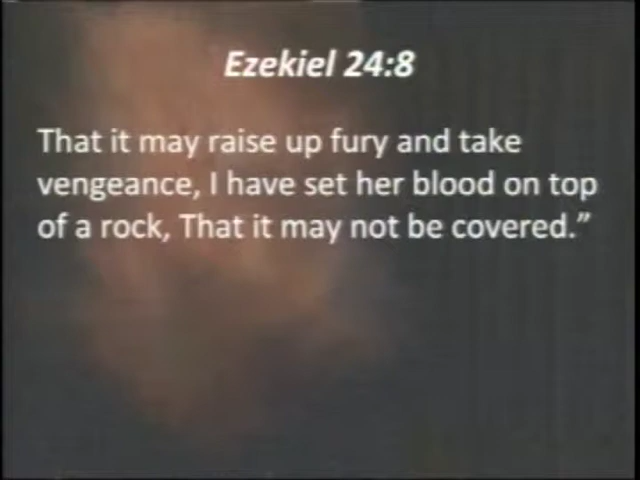 Ezekiel 24:8
That it may raise up fury and take
vengeance, I have set her blood on top
of a rock, That it may not be covered.”